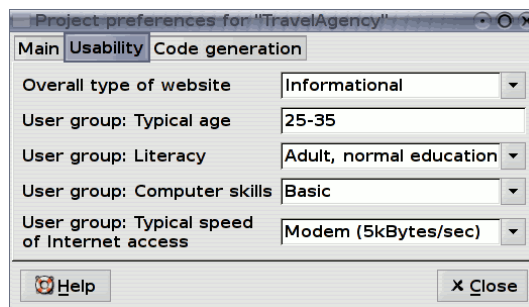 Project preferences for "TravelAgency"
Main Usability Code generation
Overall type of website Informational
User group: Typical age 25-35
User group: Literacy Adult, normal education
User group: Computer skills Basic
User group: Typical speed
of Internet access Modem (5kBytes/sec)
Help Close